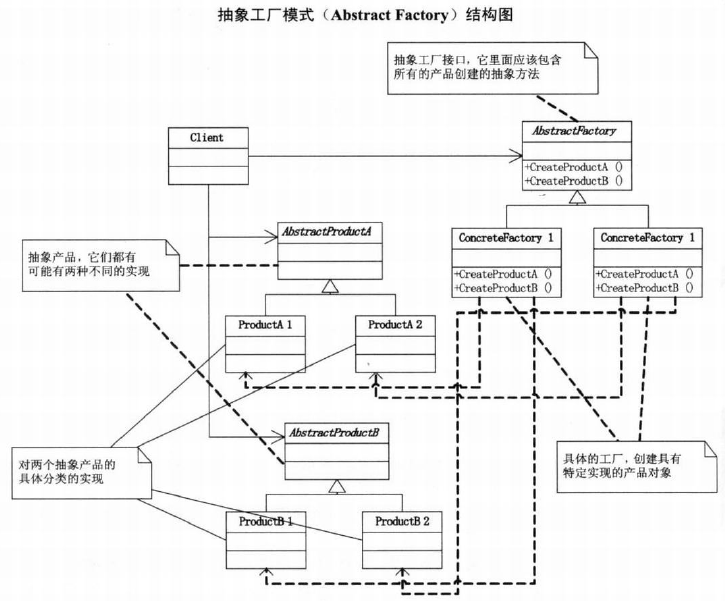 抽象工厂模式（Abstract Factory）结构图
抽象工厂接口，它里面应该包含
所有的产品创建的抽象方法
Client
AbstractFactory
+CreateProductA ()
+CreateProductB ()
AbstractProductA
ConcreteFactory 1
+CreateProductA ()
+CreateProductB ()
ConcreteFactory 1
+CreateProductA ()
+CreateProductB ()
抽象产品，它们都有
可能有两种不同的实现
ProductA 1
ProductA 2
AbstractProductB
对两个抽象产品的
具体分类的实现
具体的工厂，创建具有
特定实现的产品对象
ProductB 1
ProductB 2